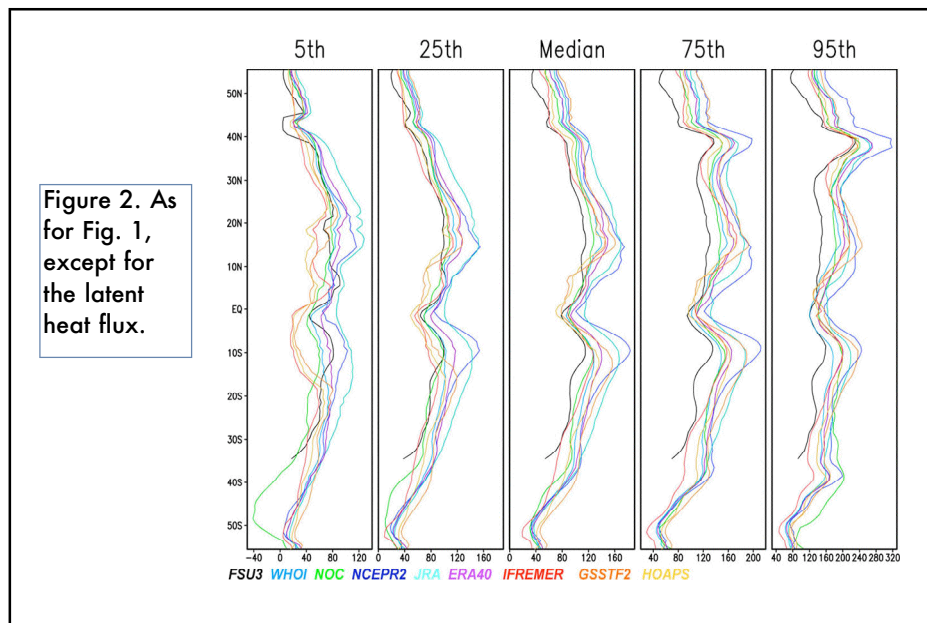 5th 25th Median 75th 95th
50N
40N
30N
20N
10N
EQ
10S
20S
30S
40S
50S
-40 0 40 80 120 0 40 80 120 160 0 40 80 120 160 40 80 120 160 200 40 80 120 160 200 240 280 320
FSU3 WHOI NOC NCEPR2 JRA ERA40 IFREMER GSSTF2 HOAPS
Figure 2. As
for Fig. 1,
except for
the latent
heat flux.